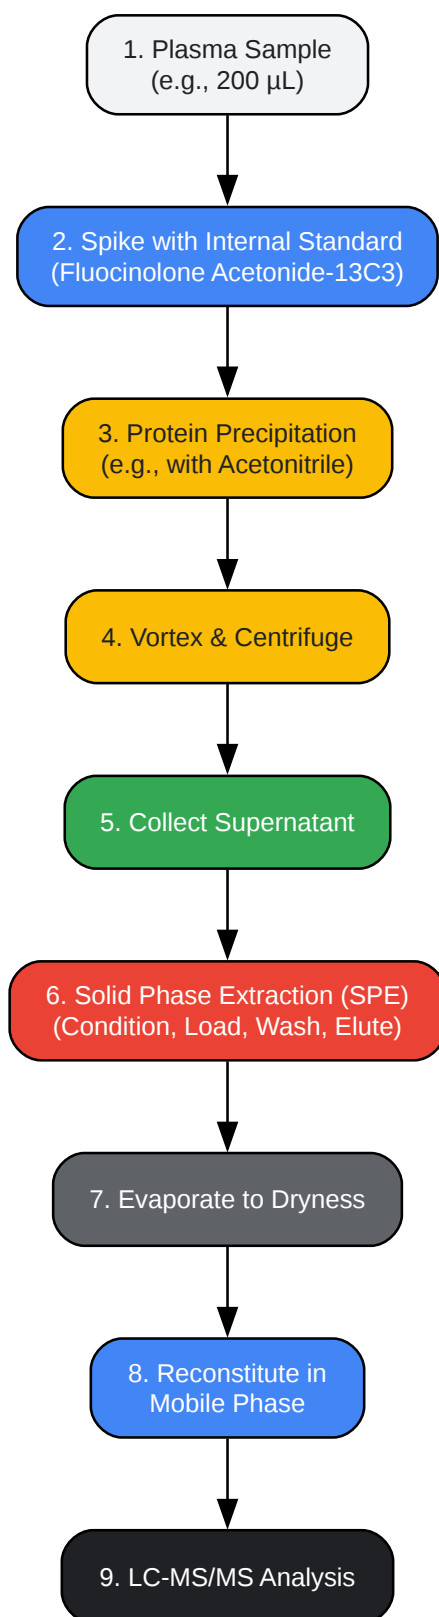 1. Plasma Sample
(e.g., 200 µL)
2. Spike with Internal Standard
(Fluocinolone Acetonide-13C3)
3. Protein Precipitation
(e.g., with Acetonitrile)
4. Vortex & Centrifuge
5. Collect Supernatant
6. Solid Phase Extraction (SPE)
(Condition, Load, Wash, Elute)
7. Evaporate to Dryness
8. Reconstitute in
Mobile Phase
9. LC-MS/MS Analysis